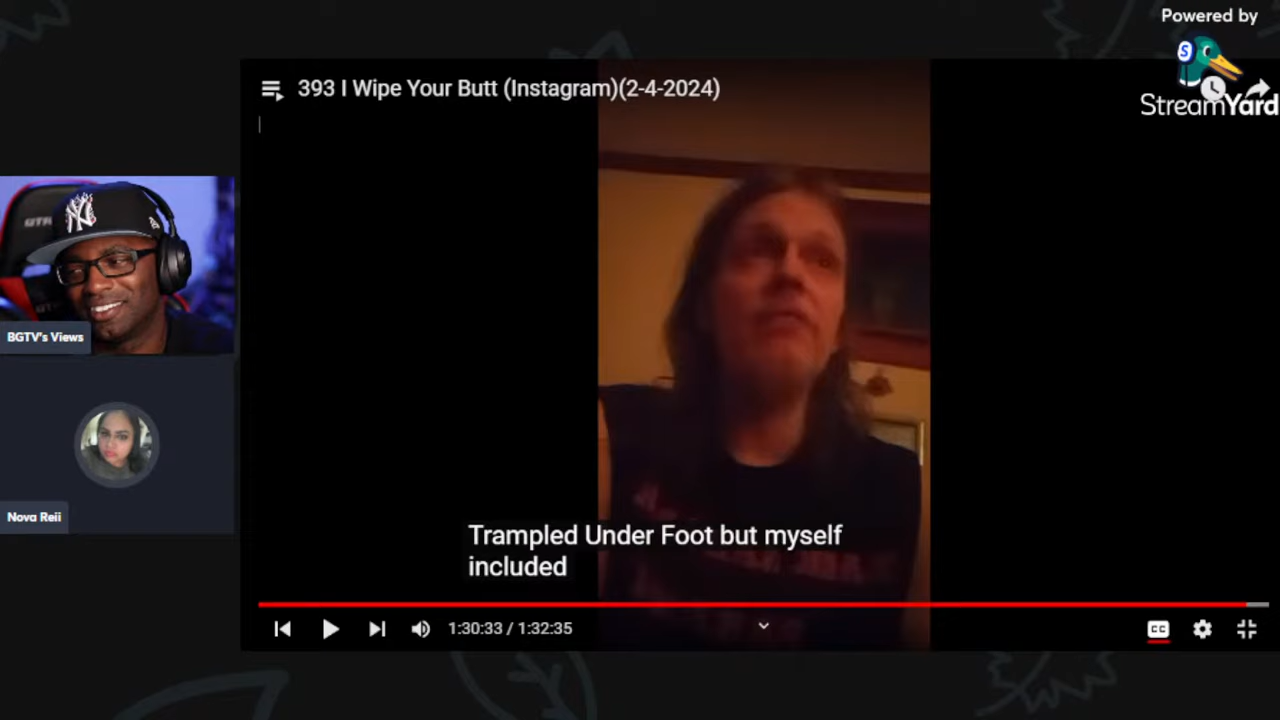 Powered by
StreamYard
393 I Wipe Your Butt (Instagram)(2-4-2024)
BGTV's Views
Nova Reii
Trampled Under Foot but myself
included
1:30:33 / 1:32:35
CC